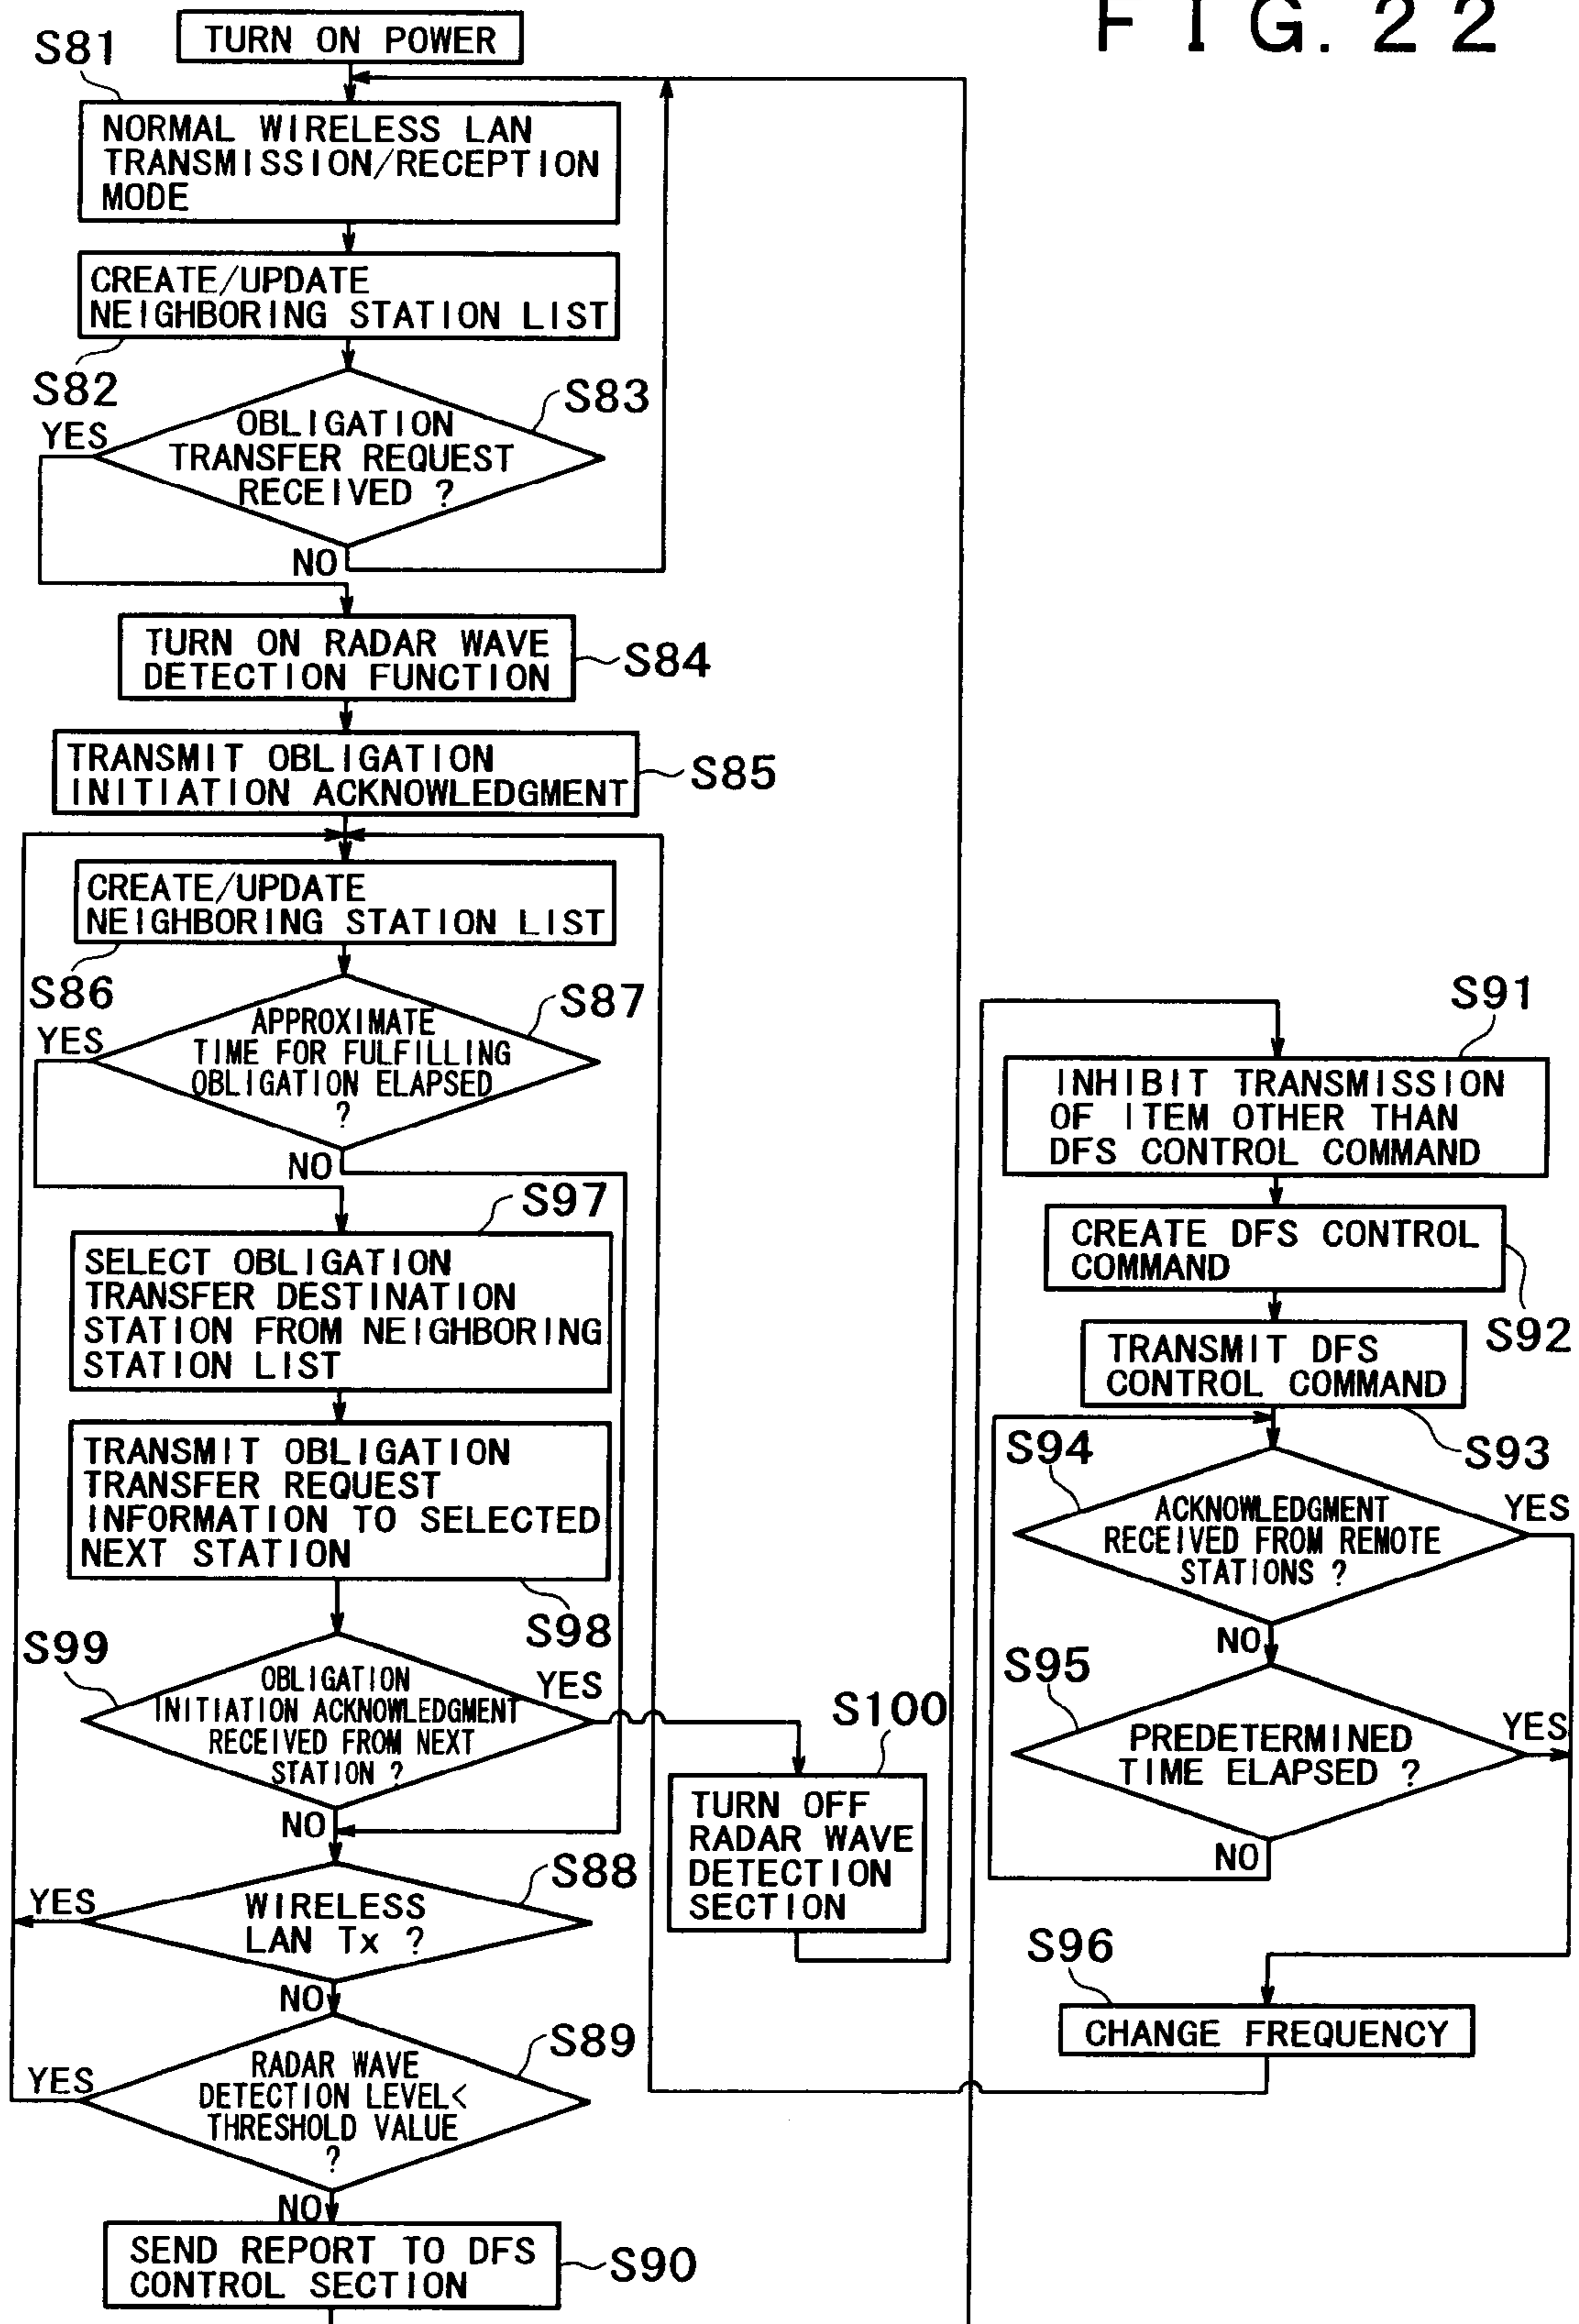 FIG. 22
TURN ON POWER
S81
NORMAL WIRELESS LAN
TRANSMISSION/RECEPTION
MODE
CREATE/UPDATE
NEIGHBORING STATION LIST
S82
S83
OBLIGATION
TRANSFER REQUEST
RECEIVED ?
YES
NO
TURN ON RADAR WAVE
DETECTION FUNCTION
S84
TRANSMIT OBLIGATION
INITIATION ACKNOWLEDGMENT
S85
CREATE/UPDATE
NEIGHBORING STATION LIST
S86
S87
APPROXIMATE
TIME FOR FULFILLING
OBLIGATION ELAPSED
?
YES
NO
S97
SELECT OBLIGATION
TRANSFER DESTINATION
STATION FROM NEIGHBORING
STATION LIST
TRANSMIT OBLIGATION
TRANSFER REQUEST
INFORMATION TO SELECTED
NEXT STATION
S98
S99
OBLIGATION
INITIATION ACKNOWLEDGMENT
RECEIVED FROM NEXT
STATION ?
YES
NO
S100
TURN OFF
RADAR WAVE
DETECTION
SECTION
S88
WIRELESS
LAN Tx ?
YES
NO
S89
RADAR WAVE
DETECTION LEVEL<
THRESHOLD VALUE
?
YES
NO
SEND REPORT TO DFS
CONTROL SECTION
S90
S91
INHIBIT TRANSMISSION
OF ITEM OTHER THAN
DFS CONTROL COMMAND
CREATE DFS CONTROL
COMMAND
S92
TRANSMIT DFS
CONTROL COMMAND
S93
S94
ACKNOWLEDGMENT
RECEIVED FROM REMOTE
STATIONS ?
YES
NO
S95
PREDETERMINED
TIME ELAPSED ?
YES
NO
S96
CHANGE FREQUENCY